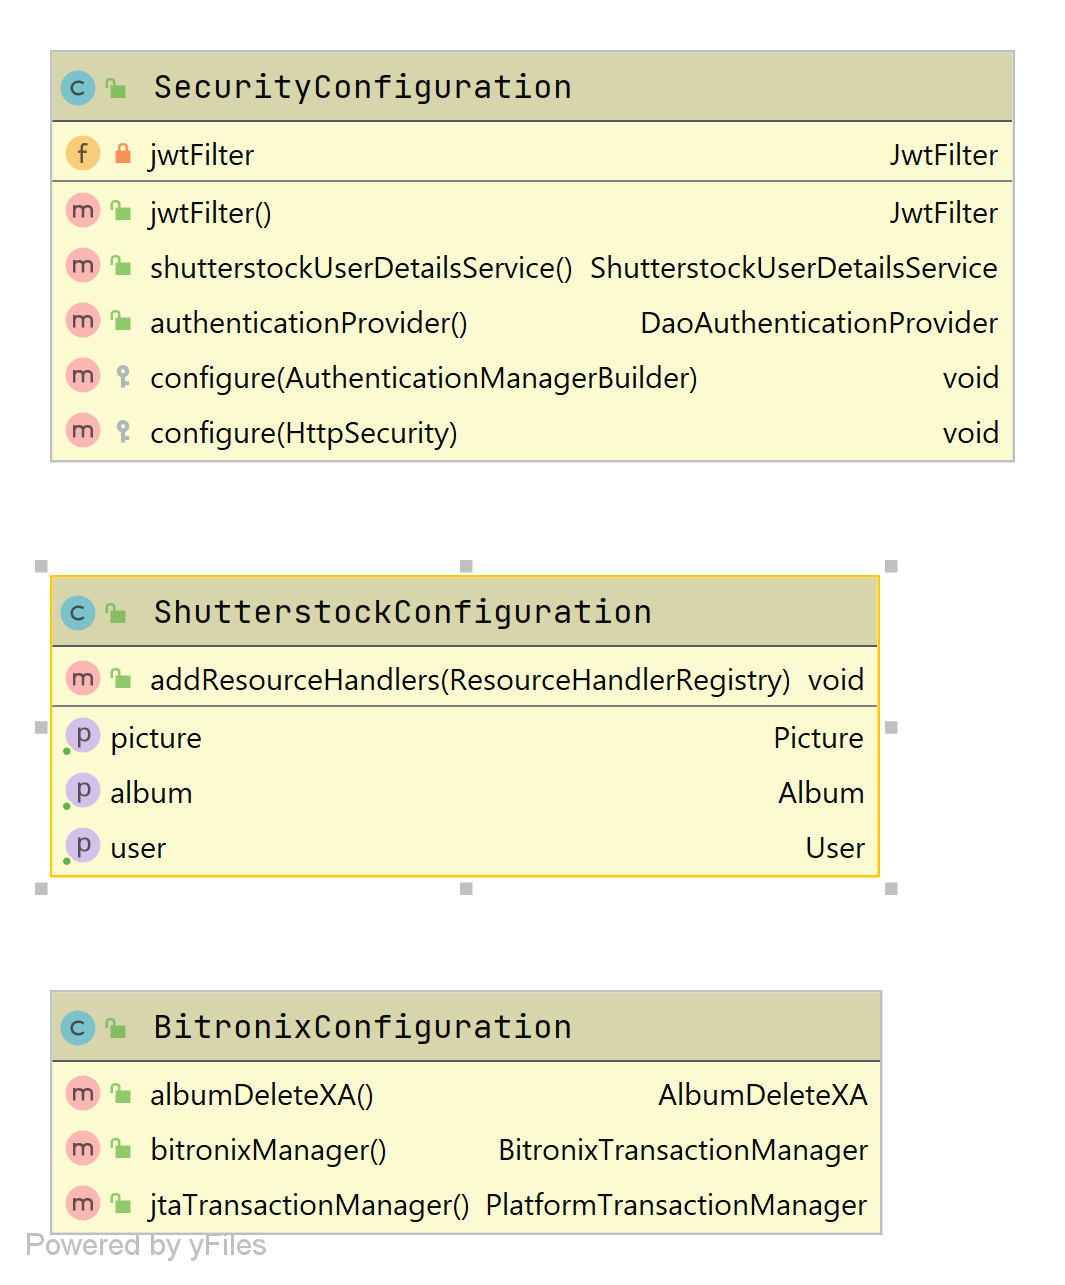 c SecurityConfiguration
f jwtFilter JwtFilter
m jwtFilter() JwtFilter
m shutterstockUserDetailsService() ShutterstockUserDetailsService
m authenticationProvider() DaoAuthenticationProvider
m configure(AuthenticationManagerBuilder) void
m configure(HttpSecurity) void
c ShutterstockConfiguration
m addResourceHandlers(ResourceHandlerRegistry) void
p picture Picture
p album Album
p user User
c BitronixConfiguration
m albumDeleteXA() AlbumDeleteXA
m bitronixManager() BitronixTransactionManager
m jtaTransactionManager() PlatformTransactionManager
Powered by yFiles